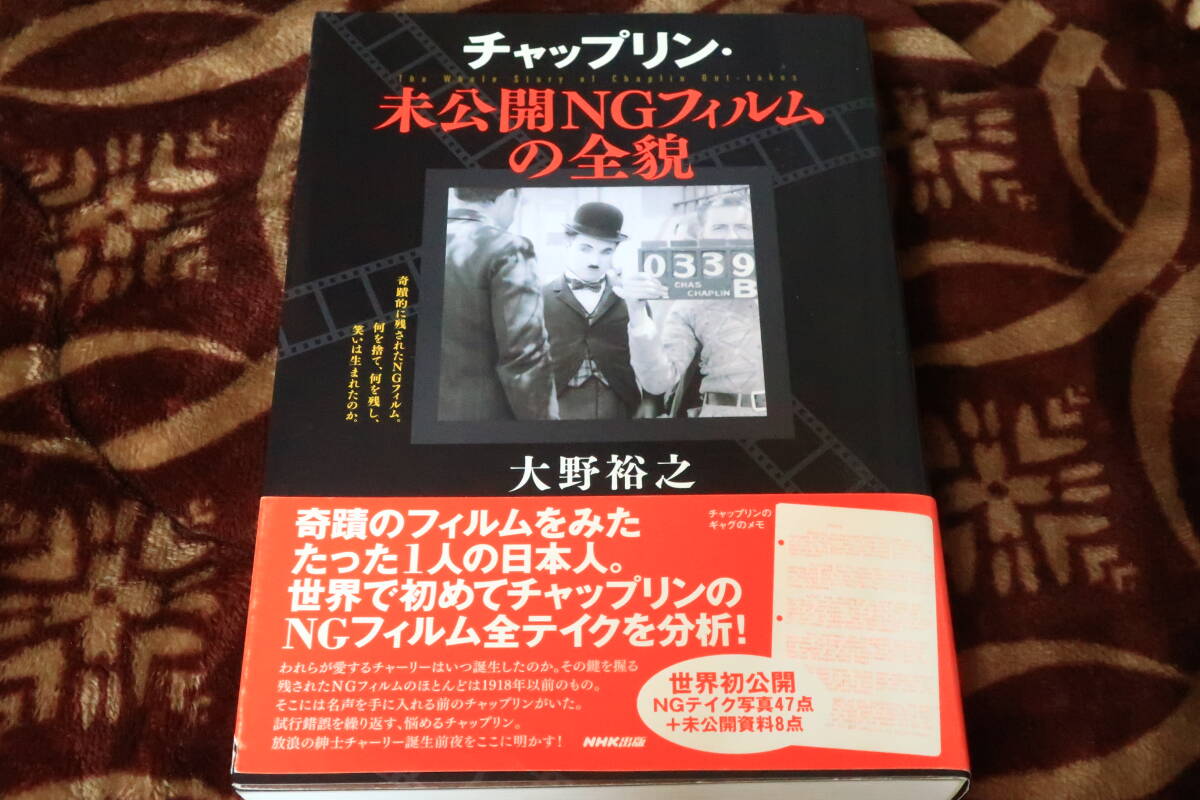 チャップリン・
The Whole Story of Chaplin Out-takes
未公開NGフィルム
の全貌
0339
CHAS
CHAPLIN B
奇蹟的に残されたNGフィルム。
何を捨て、何を残し、
笑いは生まれたのか。
大野裕之
奇蹟のフィルムをみた
たった1人の日本人。
世界で初めてチャップリンの
NGフィルム全テイクを分析!
チャップリンの
ギャグのメモ
われらが愛するチャーリーはいつ誕生したのか。その鍵を握る
残されたNGフィルムのほとんどは1918年以前のもの。
そこには名声を手に入れる前のチャップリンがいた。
試行錯誤を繰り返す、悩めるチャップリン。
放浪の紳士チャーリー誕生前夜をここに明かす!
世界初公開
NGテイク写真47点
+未公開資料8点
NHK出版